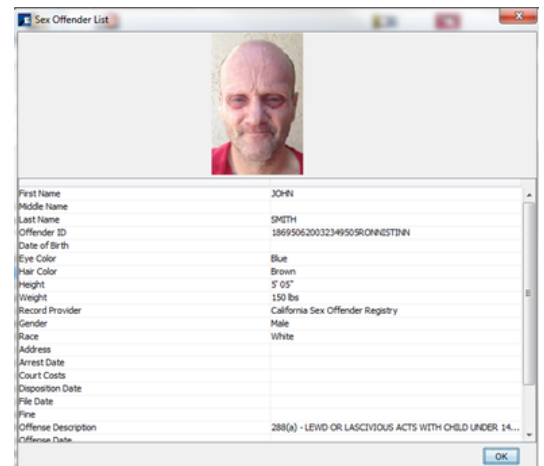 Sex Offender List
First Name JOHN
Middle Name
Last Name SMITH
Offender ID 186950620032349505RONNISTINN
Date of Birth
Eye Color Blue
Hair Color Brown
Height 5' 05"
Weight 150 lbs
Record Provider California Sex Offender Registry
Gender Male
Race White
Address
Arrest Date
Court Costs
Disposition Date
File Date
Fine
Offense Description 288(a) - LEWD OR LASCIVIOUS ACTS WITH CHILD UNDER 14...
Offense Date
OK